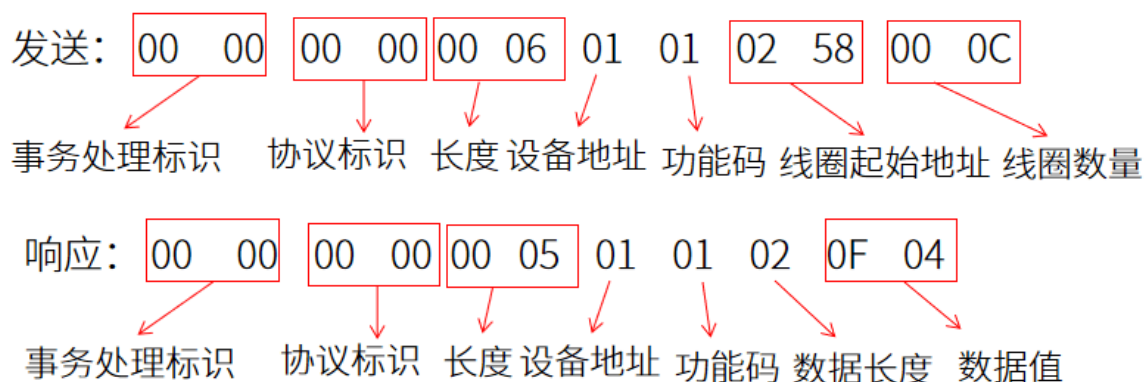 发送： 00 00 00 00 00 06 01 01 02 58 00 0C
事务处理标识 协议标识 长度 设备地址 功能码 线圈起始地址 线圈数量
响应： 00 00 00 00 00 05 01 01 02 0F 04
事务处理标识 协议标识 长度 设备地址 功能码 数据长度 数据值